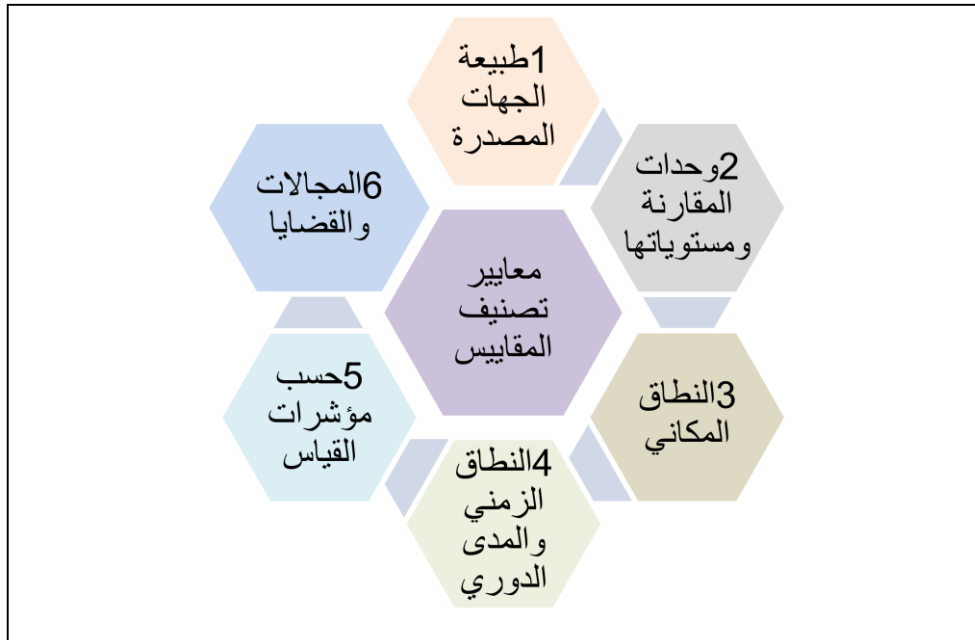 1طبيعة
الجهات
المصدرة
2وحدات
المقارنة
ومستوياتها
3النطاق
المكاني
4النطاق
الزمني
والمدى
الدوري
5حسب
مؤشرات
القياس
6المجالات
والقضايا
معايير
تصنيف
المقاييس